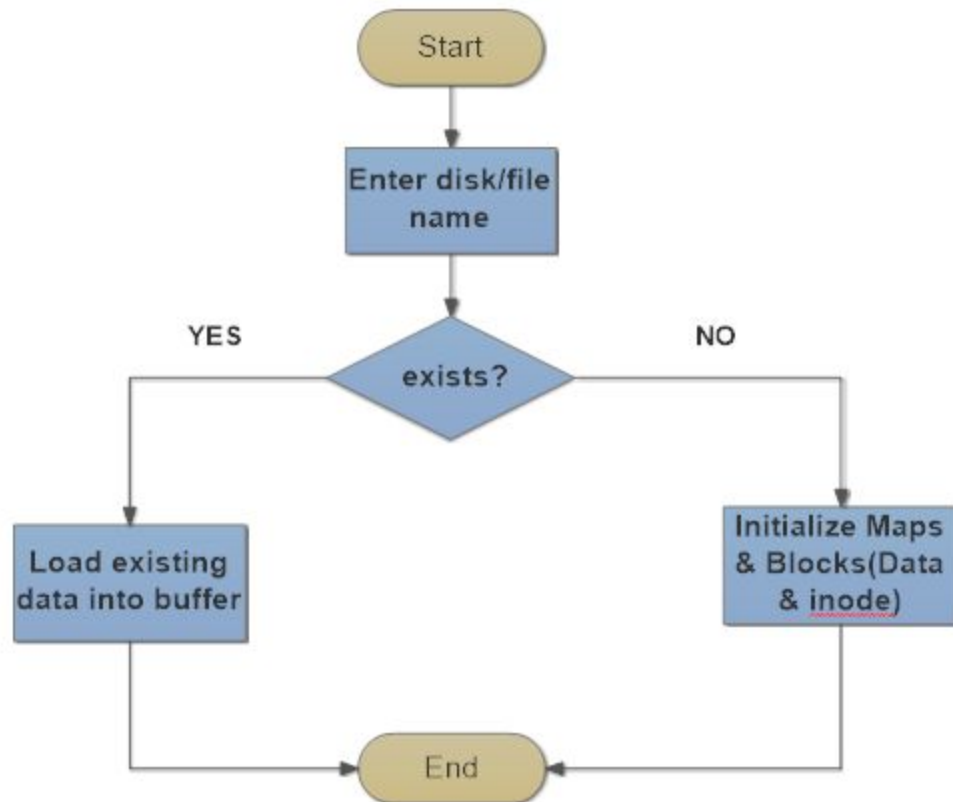 Start
Enter disk/file
name
YES
NO
exists?
Load existing
data into buffer
Initialize Maps
& Blocks(Data
& inode)
End